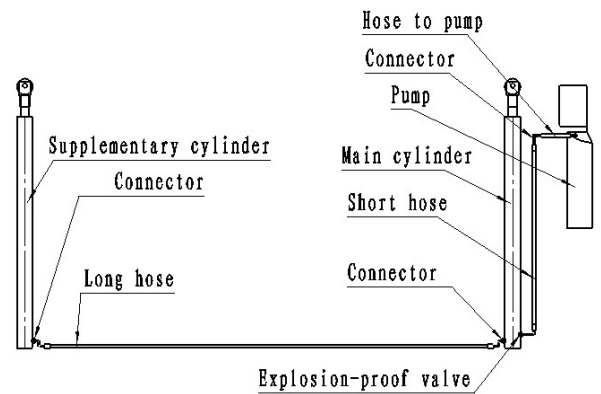 Hose to pump
Connector
Pump
Supplementary cylinder
Main cylinder
Connector
Short hose
Long hose
Connector
Explosion-proof valve